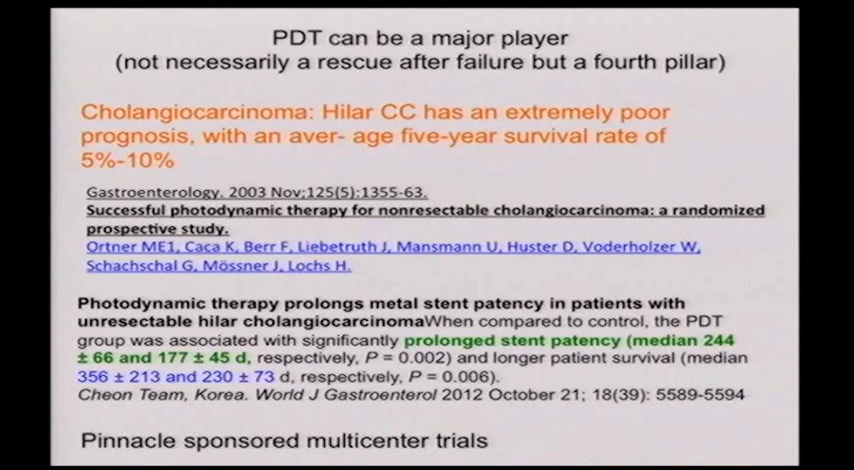 PDT can be a major player
(not necessarily a rescue after failure but a fourth pillar)
Cholangiocarcinoma: Hilar CC has an extremely poor
prognosis, with an aver- age five-year survival rate of
5%-10%
Gastroenterology. 2003 Nov;125(5):1355-63.
Successful photodynamic therapy for nonresectable cholangiocarcinoma: a randomized
prospective study.
Ortner ME1, Caca K, Berr F, Liebetruth J, Mansmann U, Huster D, Voderholzer W,
Schachschal G, Mössner J, Lochs H.
Photodynamic therapy prolongs metal stent patency in patients with
unresectable hilar cholangiocarcinomaWhen compared to control, the PDT
group was associated with significantly prolonged stent patency (median 244
± 66 and 177 ± 45 d, respectively, P = 0.002) and longer patient survival (median
356 ± 213 and 230 ± 73 d, respectively, P = 0.006).
Cheon Team, Korea. World J Gastroenterol 2012 October 21; 18(39): 5589-5594
Pinnacle sponsored multicenter trials